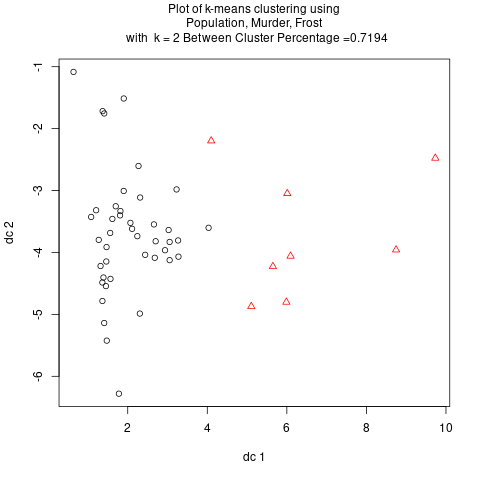 Plot of k-means clustering using
Population, Murder, Frost
with k = 2 Between Cluster Percentage =0.7194
-1
-2
-3
-4
-5
-6
dc 2
2
4
6
8
10
dc 1